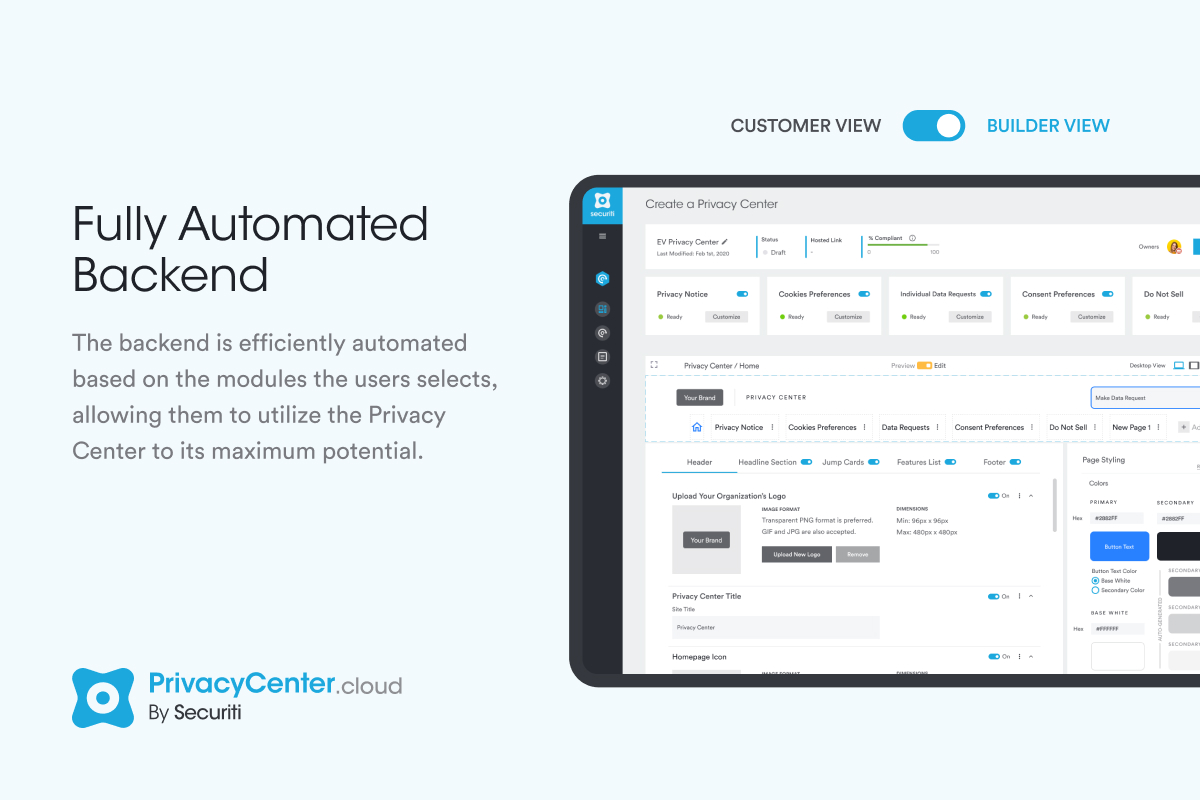 CUSTOMER VIEW
BUILDER VIEW
Fully Automated
Backend
The backend is efficiently automated
based on the modules the users selects,
allowing them to utilize the Privacy
Center to its maximum potential.
PrivacyCenter.cloud
By Securiti
securiti
Create a Privacy Center
EV Privacy Center
Last Modified: Feb 1st, 2020
Status
Draft
Hosted Link
-
% Compliant
0 100
Owners
Privacy Notice
Ready Customize
Cookies Preferences
Ready Customize
Individual Data Requests
Ready Customize
Consent Preferences
Ready Customize
Do Not Sell
Ready
Privacy Center / Home
Preview Edit
Desktop View
Your Brand
PRIVACY CENTER
Make Data Request
Privacy Notice
Cookies Preferences
Data Requests
Consent Preferences
Do Not Sell
New Page 1
+
Header
Headline Section
Jump Cards
Features List
Footer
Upload Your Organization's Logo
On
Your Brand
IMAGE FORMAT
Transparent PNG format is preferred.
GIF and JPG are also accepted.
Upload New Logo
Remove
DIMENSIONS
Min: 96px x 96px
Max: 480px x 480px
Privacy Center Title
On
Site Title
Privacy Center
Homepage Icon
On
IMAGE FORMAT
DIMENSIONS
Page Styling
Colors
PRIMARY
SECONDARY
Hex
#2882FF
#2882FF
Button Text
Button Text Color
Base White
Secondary Color
BASE WHITE
Hex
#FFFFFF
AUTO-GENERATED
SECONDARY
SECONDARY
SECONDARY